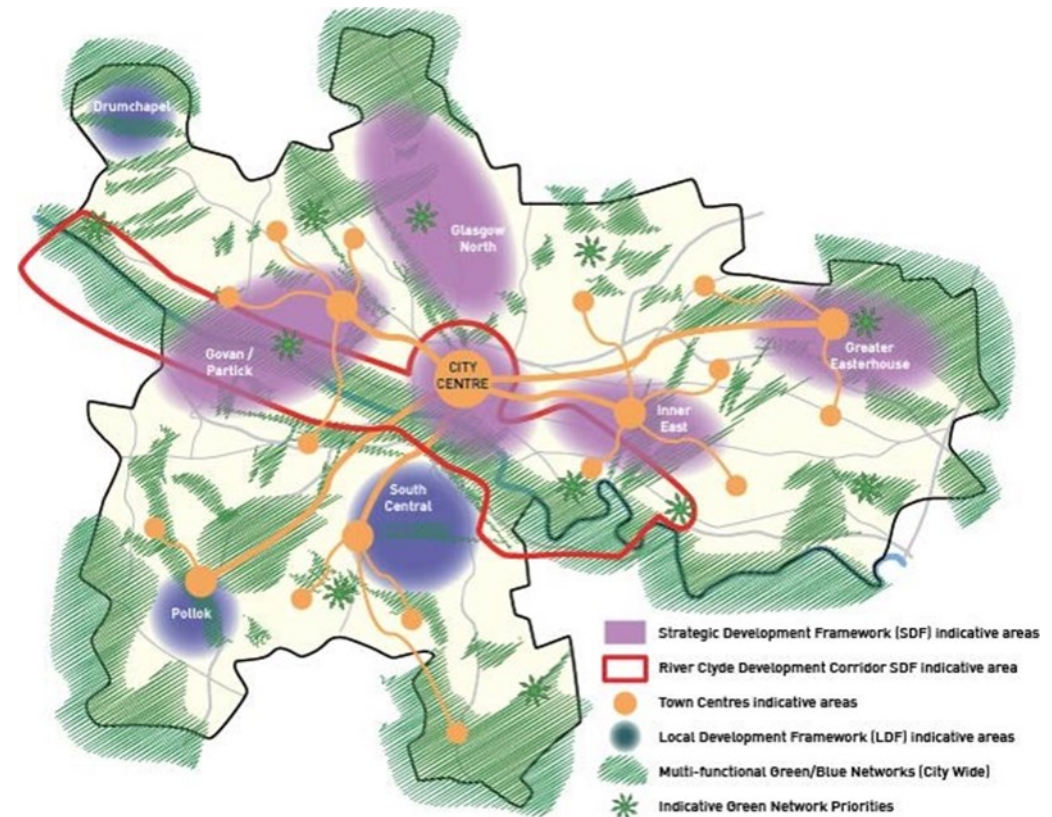 Drumchapel
Glasgow
North
Govan /
Partick
CITY
CENTRE
Greater
Easterhouse
Inner
East
South
Central
Pollok
Strategic Development Framework (SDF) indicative areas
River Clyde Development Corridor SDF indicative area
Town Centres indicative areas
Local Development Framework (LDF) indicative areas
Multi-functional Green/Blue Networks (City Wide)
Indicative Green Network Priorities